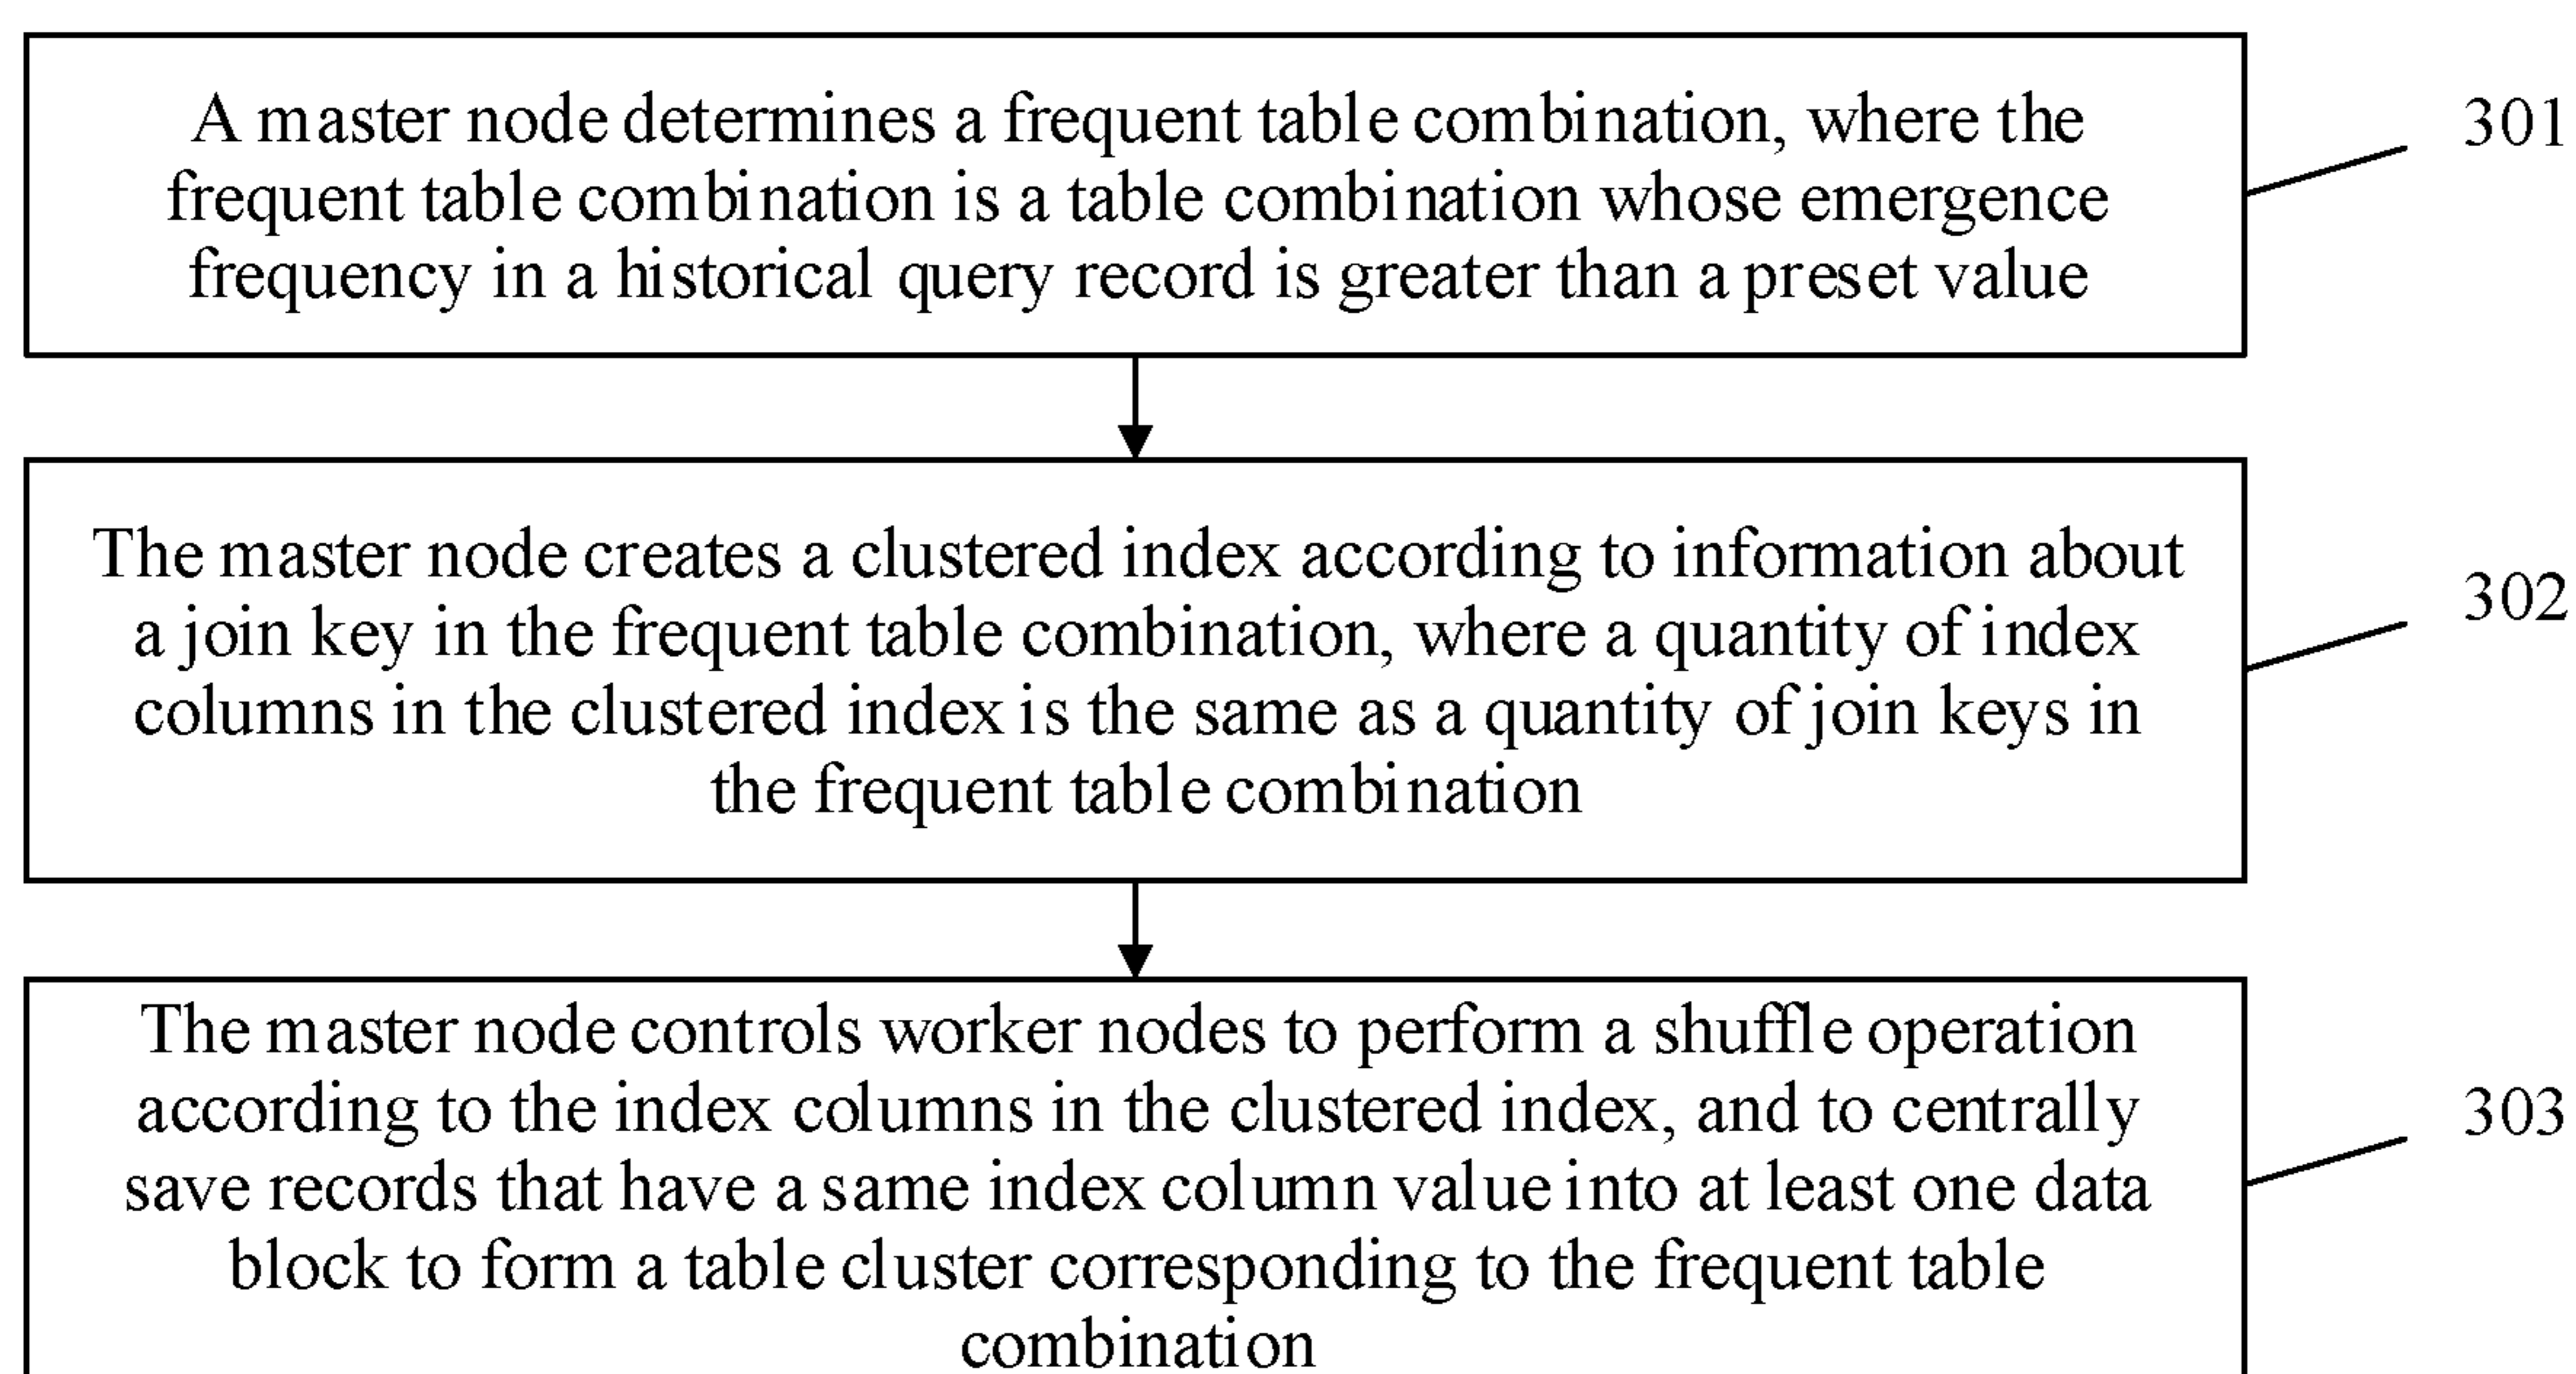 A master node determines a frequent table combination, where the
frequent table combination is a table combination whose emergence
frequency in a historical query record is greater than a preset value
301
The master node creates a clustered index according to information about
a join key in the frequent table combination, where a quantity of index
columns in the clustered index is the same as a quantity of join keys in
the frequent table combination
302
The master node controls worker nodes to perform a shuffle operation
according to the index columns in the clustered index, and to centrally
save records that have a same index column value into at least one data
block to form a table cluster corresponding to the frequent table
combination
303